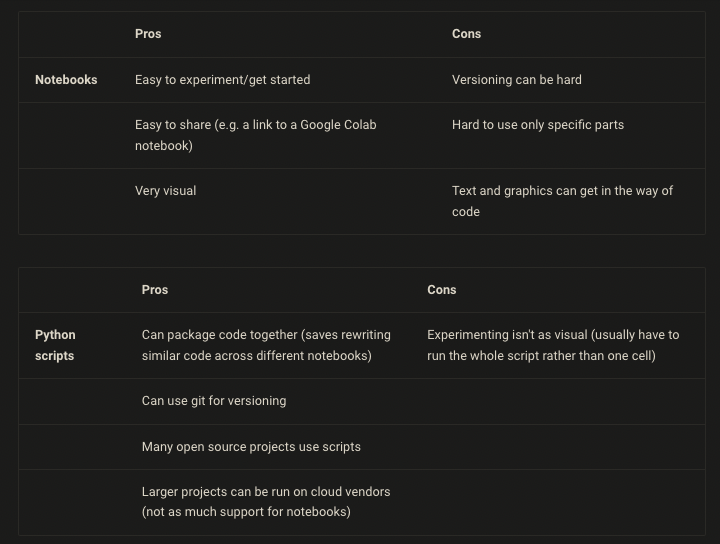 Pros Cons
Notebooks Easy to experiment/get started Versioning can be hard
Easy to share (e.g. a link to a Google Colab Hard to use only specific parts
notebook)
Very visual Text and graphics can get in the way of
code
Pros Cons
Python Can package code together (saves rewriting Experimenting isn't as visual (usually have to
scripts similar code across different notebooks) run the whole script rather than one cell)
Can use git for versioning
Many open source projects use scripts
Larger projects can be run on cloud vendors
(not as much support for notebooks)